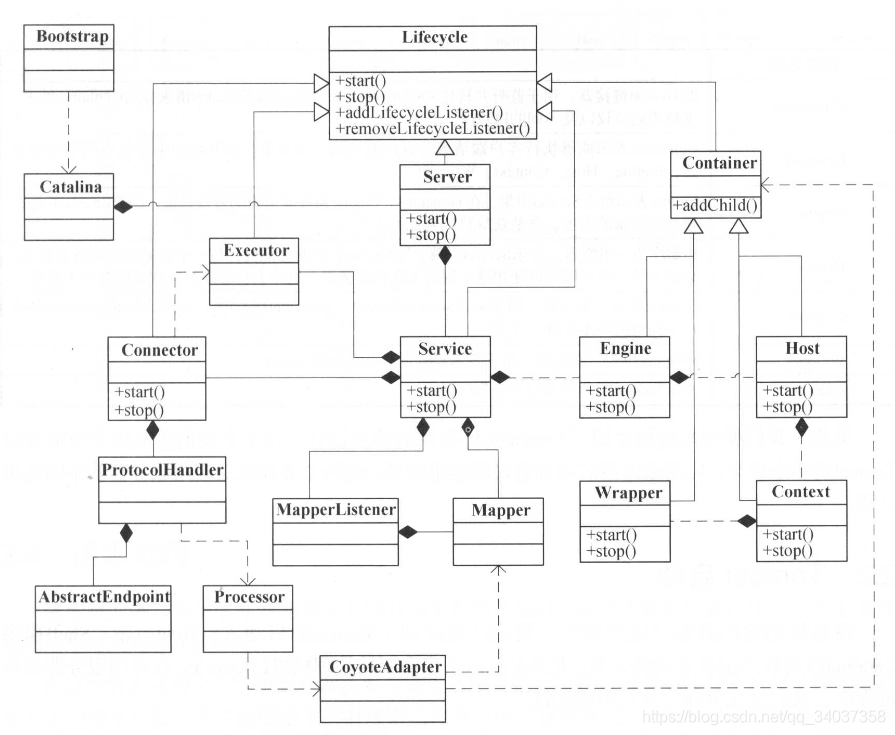 Bootstrap
Lifecycle
+start()
+stop()
+addLifecycleListener()
+removeLifecycleListener()
Container
+addChild()
Catalina
Server
+start()
+stop()
Executor
Connector
+start()
+stop()
Service
+start()
+stop()
Engine
+start()
+stop()
Host
+start()
+stop()
ProtocolHandler
MapperListener
Mapper
Wrapper
+start()
+stop()
Context
+start()
+stop()
AbstractEndpoint
Processor
CoyoteAdapter
https://blog.csdn.net/qq_34037358